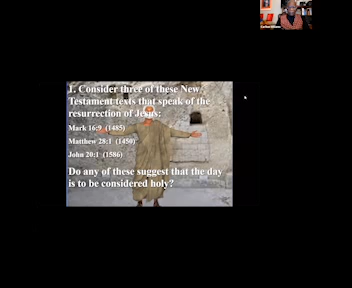 1. Consider three of these New
Testament texts that speak of the
resurrection of Jesus:
Mark 16:9 (1485)
Matthew 28:1 (1450)
John 20:1 (1586)
Do any of these suggest that the day
is to be considered holy?